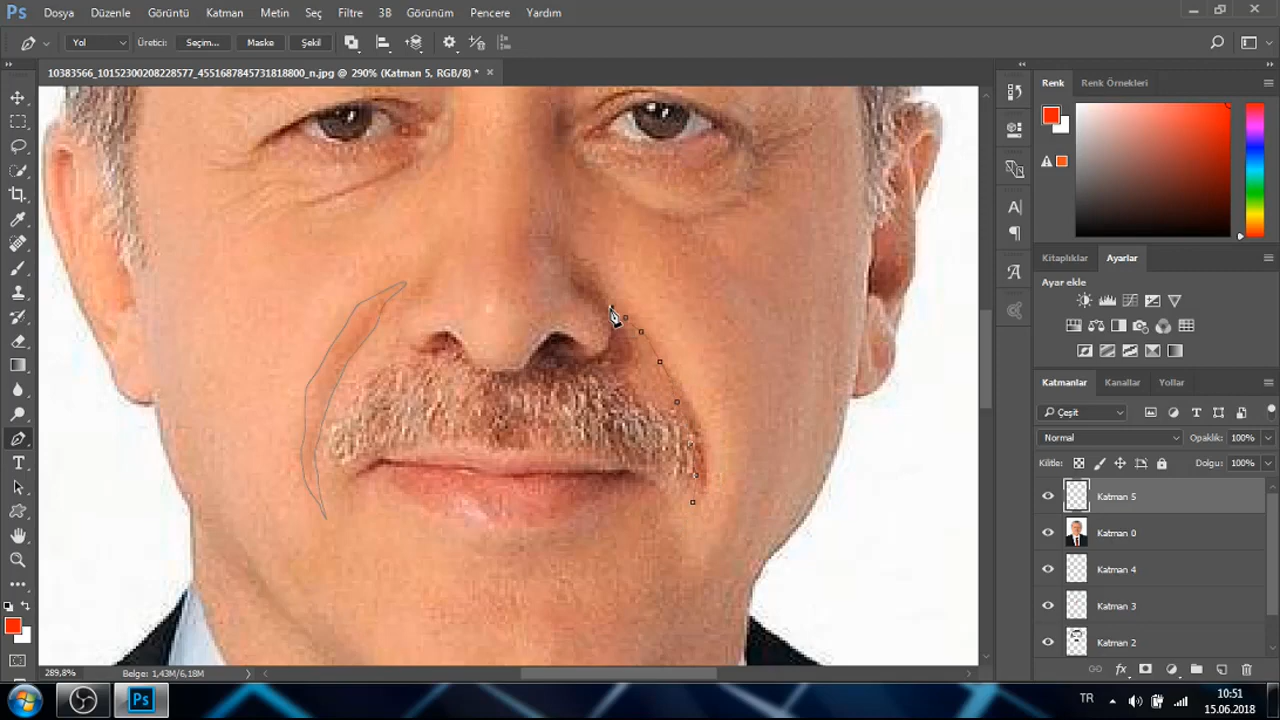 Ps Dosya Düzenle Görüntü Katman Metin Seç Filtre 3B Görünüm Pencere Yardım
Yol Üretici: Seçim... Maske Şekil
10383566_10152300208228577_4551687845731818800_n.jpg @ 290% (Katman 5, RGB/8) *
Renk Renk Örnekleri
Kitaplıklar Ayarlar
Ayar ekle
Katmanlar Kanallar Yollar
Çeşit
Normal Opaklık: 100%
Kilitle: Dolgu: 100%
Katman 5
Katman 0
Katman 4
Katman 3
Katman 2
289,8% Belge: 1,43M/6,18M
Ps TR 10:51
15.06.2018